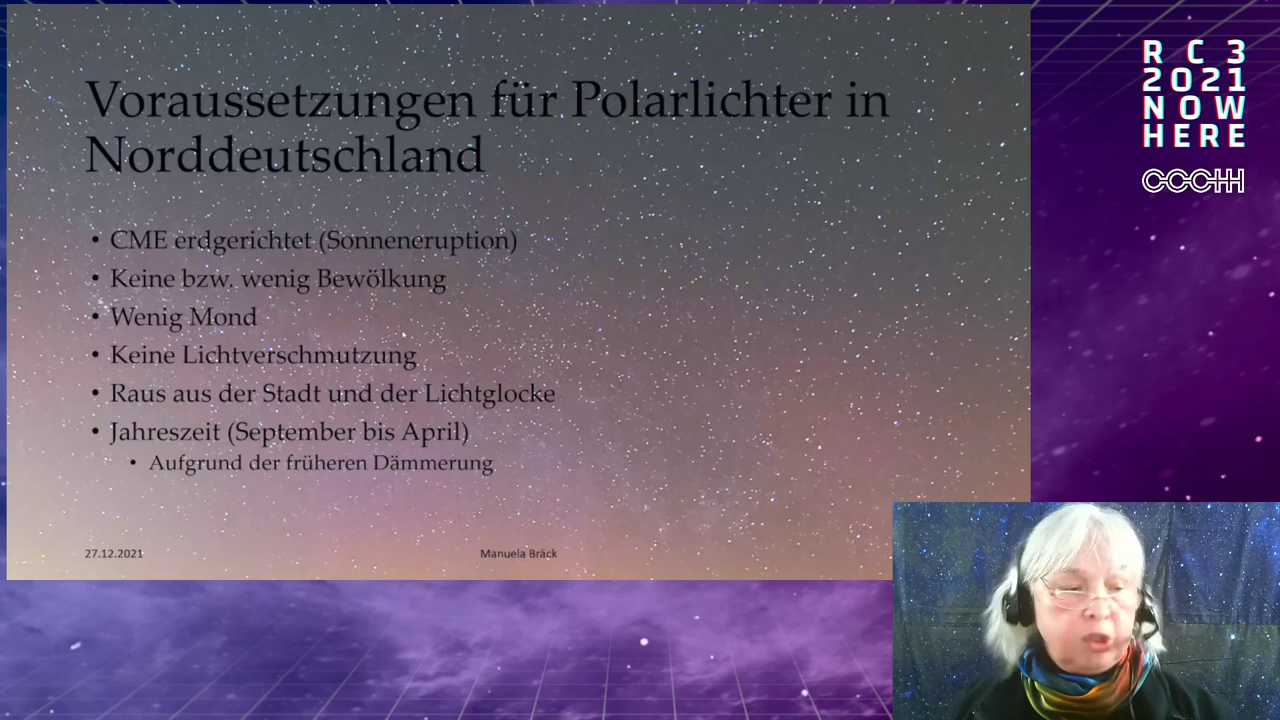 Voraussetzungen für Polarlichter in
Norddeutschland
• CME erdgerichtet (Sonneneruption)
• Keine bzw. wenig Bewölkung
• Wenig Mond
• Keine Lichtverschmutzung
• Raus aus der Stadt und der Lichtglocke
• Jahreszeit (September bis April)
• Aufgrund der früheren Dämmerung
27.12.2021
Manuela Bräck
R C 3
2021
NOW
HERE
CCCHH